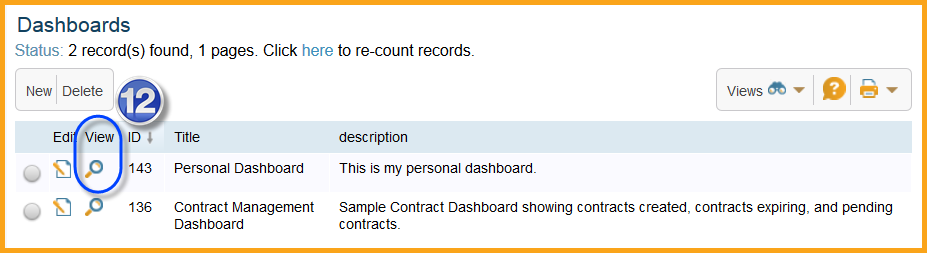 Dashboards
Status: 2 record(s) found, 1 pages. Click here to re-count records.
New Delete 12 Views ?
Edit View ID Title description
143 Personal Dashboard This is my personal dashboard.
136 Contract Management Sample Contract Dashboard showing contracts created, contracts expiring, and pending
Dashboard contracts.